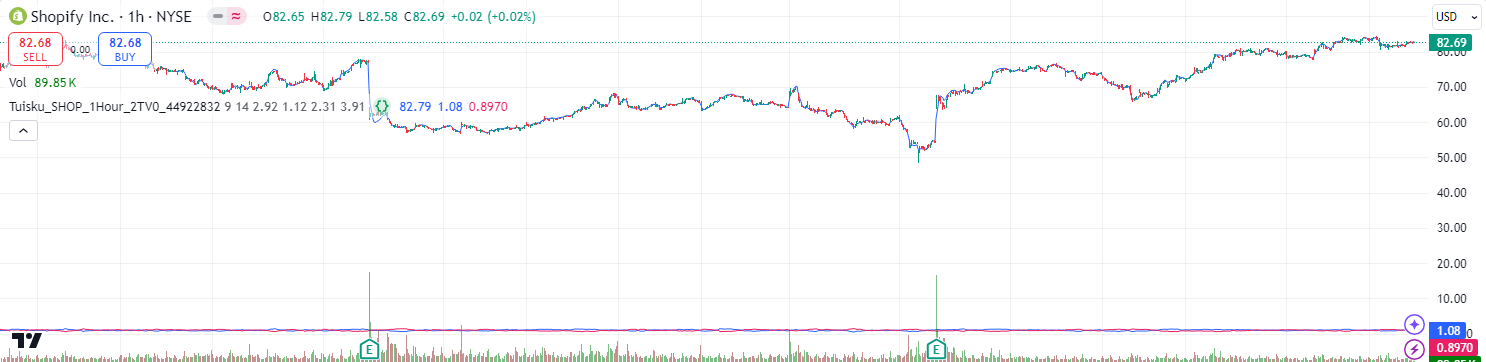 Shopify Inc. · 1h · NYSE O82.65 H82.79 L82.58 C82.69 +0.02 (+0.02%)
USD
82.68 SELL
0.00
82.68 BUY
82.69
80.00
Vol 89.85 K
Tuisku_SHOP_1Hour_2TV0_44922832 9 14 2.92 1.12 2.31 3.91 {} 82.79 1.08 0.8970
70.00
60.00
50.00
40.00
30.00
20.00
10.00
1.08
0.8970
E
E